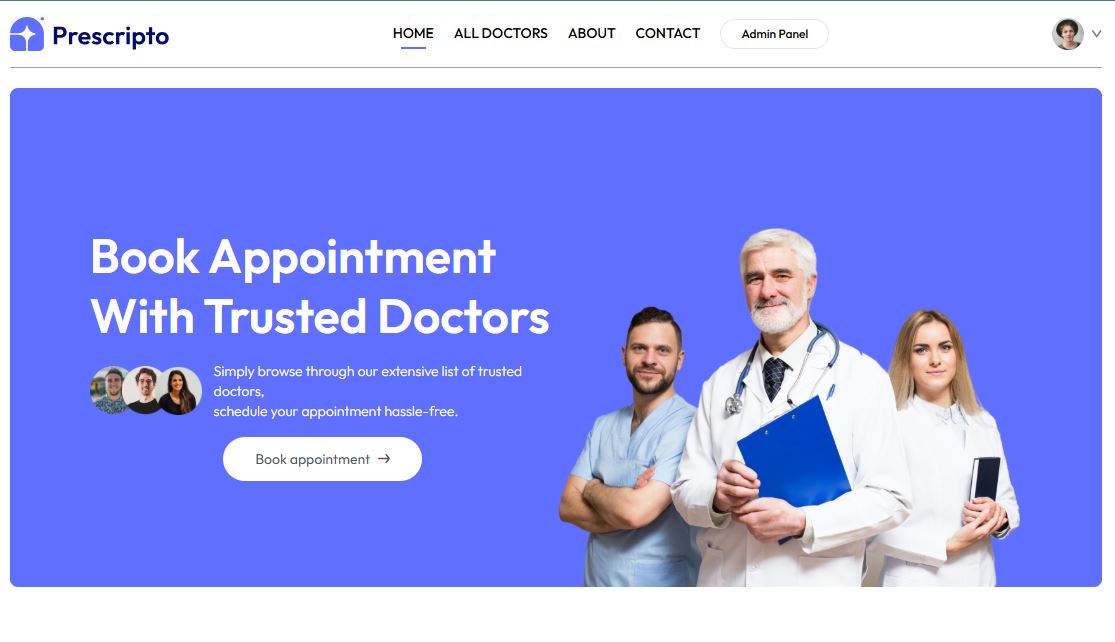 Prescripto
HOME
ALL DOCTORS
ABOUT
CONTACT
Admin Panel
Book Appointment
With Trusted Doctors
Simply browse through our extensive list of trusted
doctors,
schedule your appointment hassle-free.
Book appointment →